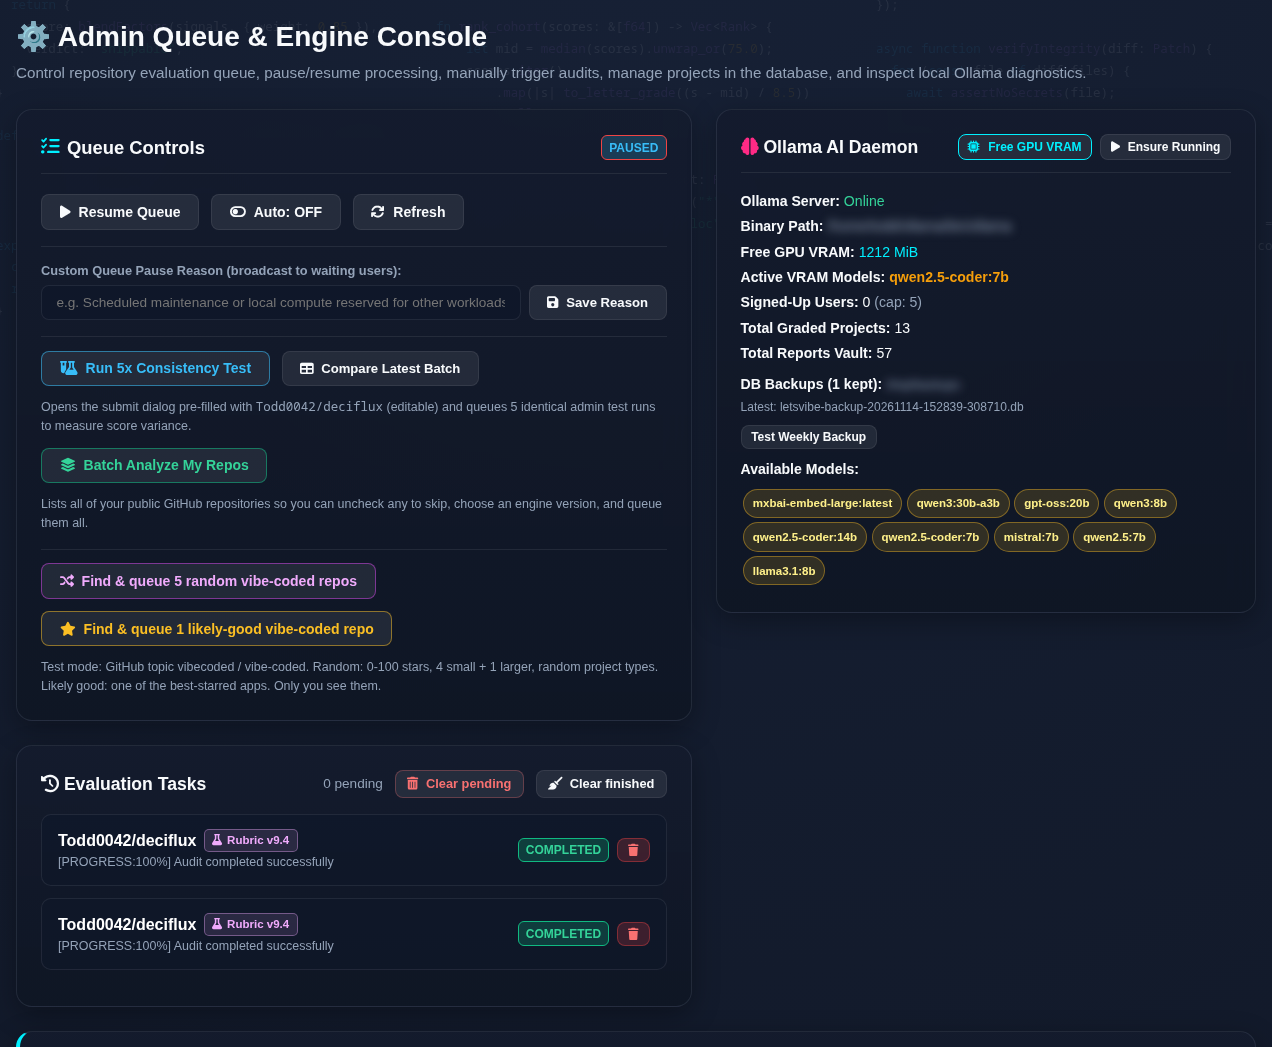 Admin Queue & Engine Console
Control repository evaluation queue, pause/resume processing, manually trigger audits, manage projects in the database, and inspect local Ollama diagnostics.
Queue Controls
PAUSED
Resume Queue
Auto: OFF
Refresh
Custom Queue Pause Reason (broadcast to waiting users):
e.g. Scheduled maintenance or local compute reserved for other workloads
Save Reason
Run 5x Consistency Test
Compare Latest Batch
Opens the submit dialog pre-filled with Todd0042/deciflux (editable) and queues 5 identical admin test runs
to measure score variance.
Batch Analyze My Repos
Lists all of your public GitHub repositories so you can uncheck any to skip, choose an engine version, and queue
them all.
Find & queue 5 random vibe-coded repos
Find & queue 1 likely-good vibe-coded repo
Test mode: GitHub topic vibecoded / vibe-coded. Random: 0-100 stars, 4 small + 1 larger, random project types.
Likely good: one of the best-starred apps. Only you see them.
Ollama AI Daemon
Free GPU VRAM
Ensure Running
Ollama Server: Online
Binary Path:
Free GPU VRAM: 1212 MiB
Active VRAM Models: qwen2.5-coder:7b
Signed-Up Users: 0 (cap: 5)
Total Graded Projects: 13
Total Reports Vault: 57
DB Backups (1 kept):
Latest: letsvibe-backup-20261114-152839-308710.db
Test Weekly Backup
Available Models:
mxbai-embed-large:latest qwen3:30b-a3b gpt-oss:20b qwen3:8b
qwen2.5-coder:14b qwen2.5-coder:7b mistral:7b qwen2.5:7b
llama3.1:8b
Evaluation Tasks
0 pending
Clear pending
Clear finished
Todd0042/deciflux
Rubric v9.4
[PROGRESS:100%] Audit completed successfully
COMPLETED
Todd0042/deciflux
Rubric v9.4
[PROGRESS:100%] Audit completed successfully
COMPLETED